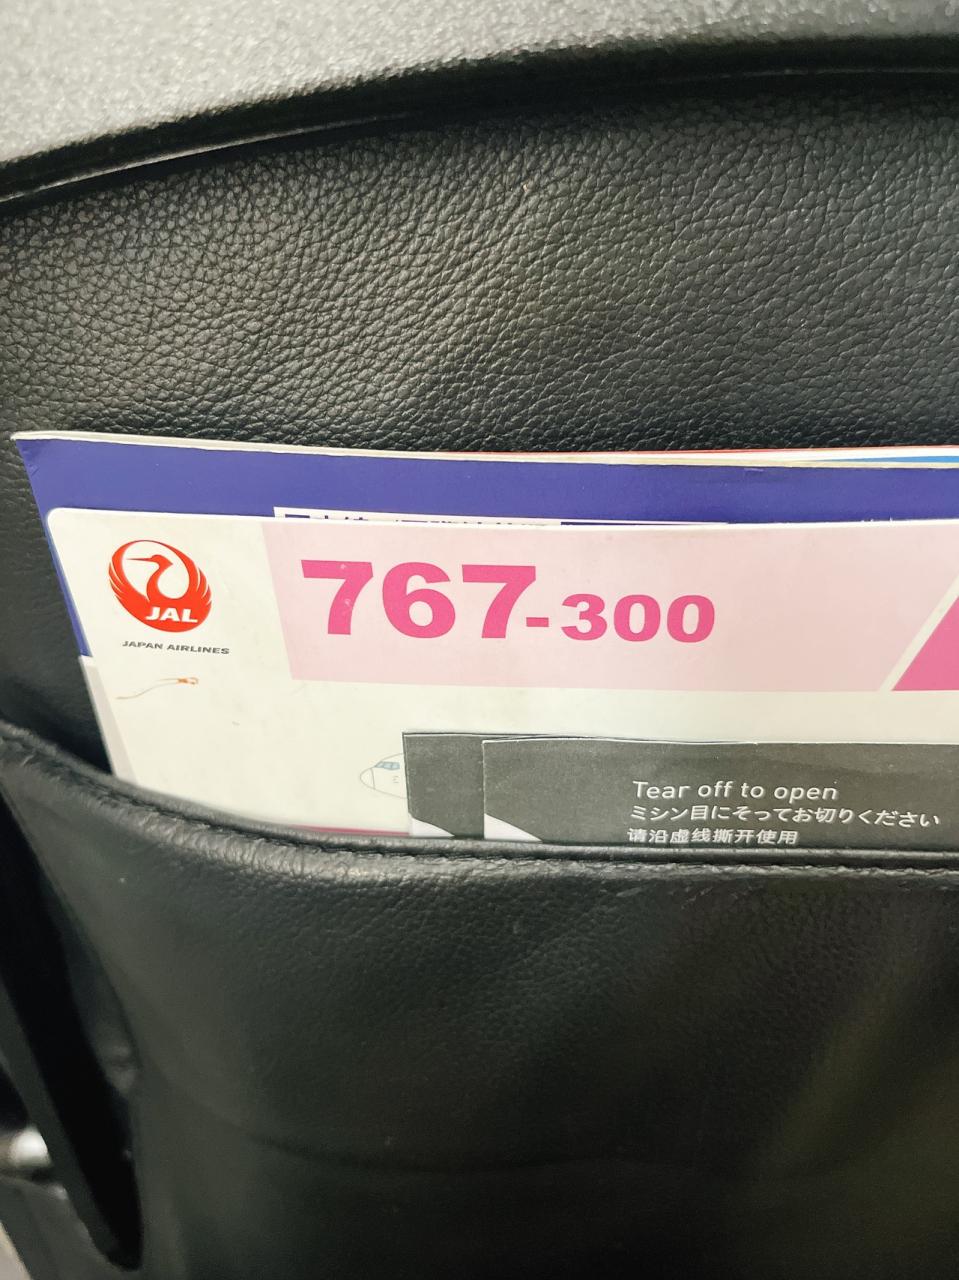 767-300
JAL
JAPAN AIRLINES
Tear off to open
ミシン目にそってお切りください
请沿虚线撕开使用